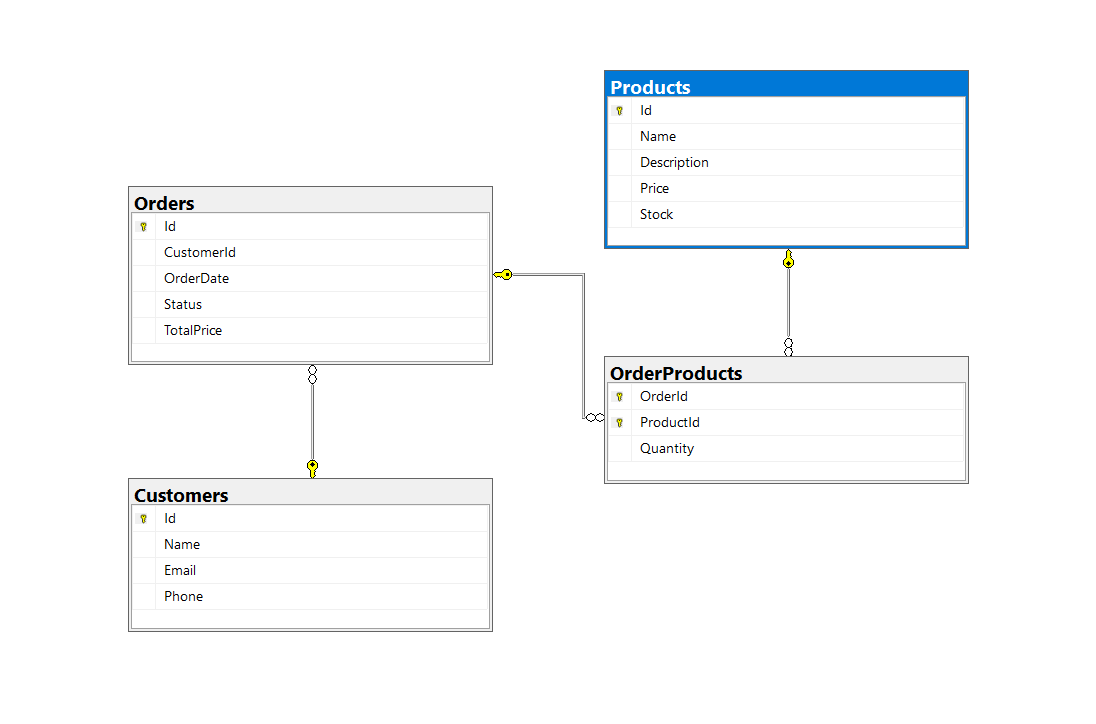 Products
Id
Name
Description
Price
Stock
Orders
Id
CustomerId
OrderDate
Status
TotalPrice
OrderProducts
OrderId
ProductId
Quantity
Customers
Id
Name
Email
Phone